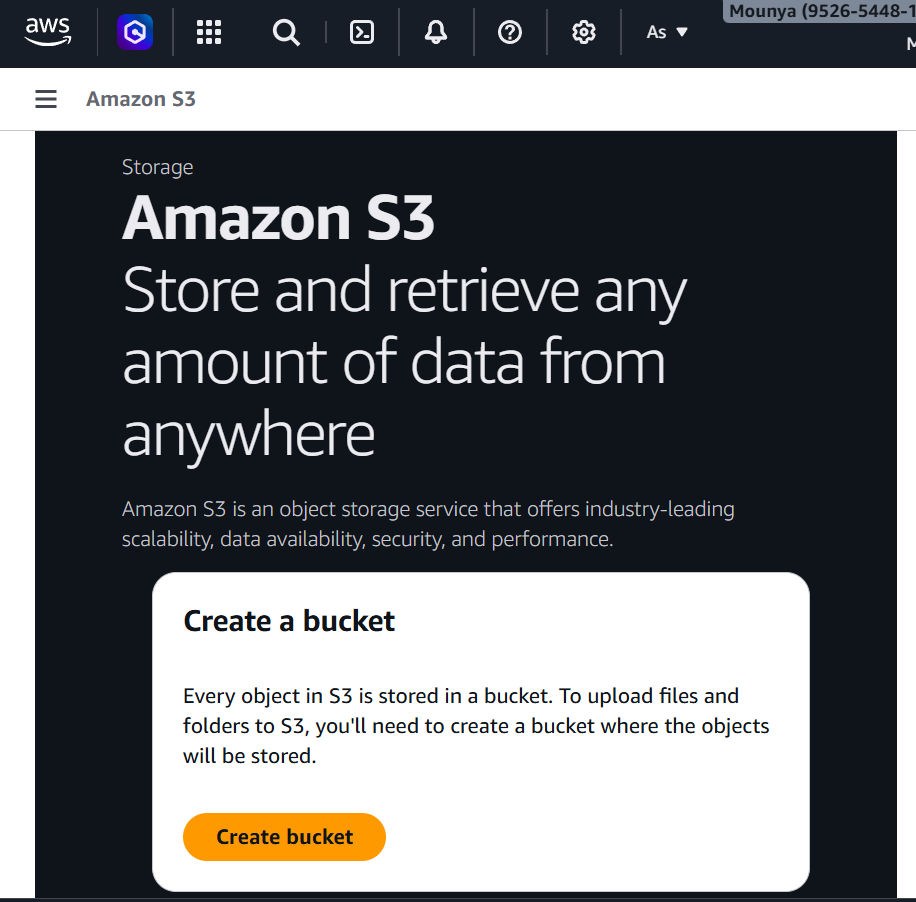 aws
As
Mounya (9526-5448-1
Amazon S3
Storage
Amazon S3
Store and retrieve any
amount of data from
anywhere
Amazon S3 is an object storage service that offers industry-leading
scalability, data availability, security, and performance.
Create a bucket
Every object in S3 is stored in a bucket. To upload files and
folders to S3, you'll need to create a bucket where the objects
will be stored.
Create bucket